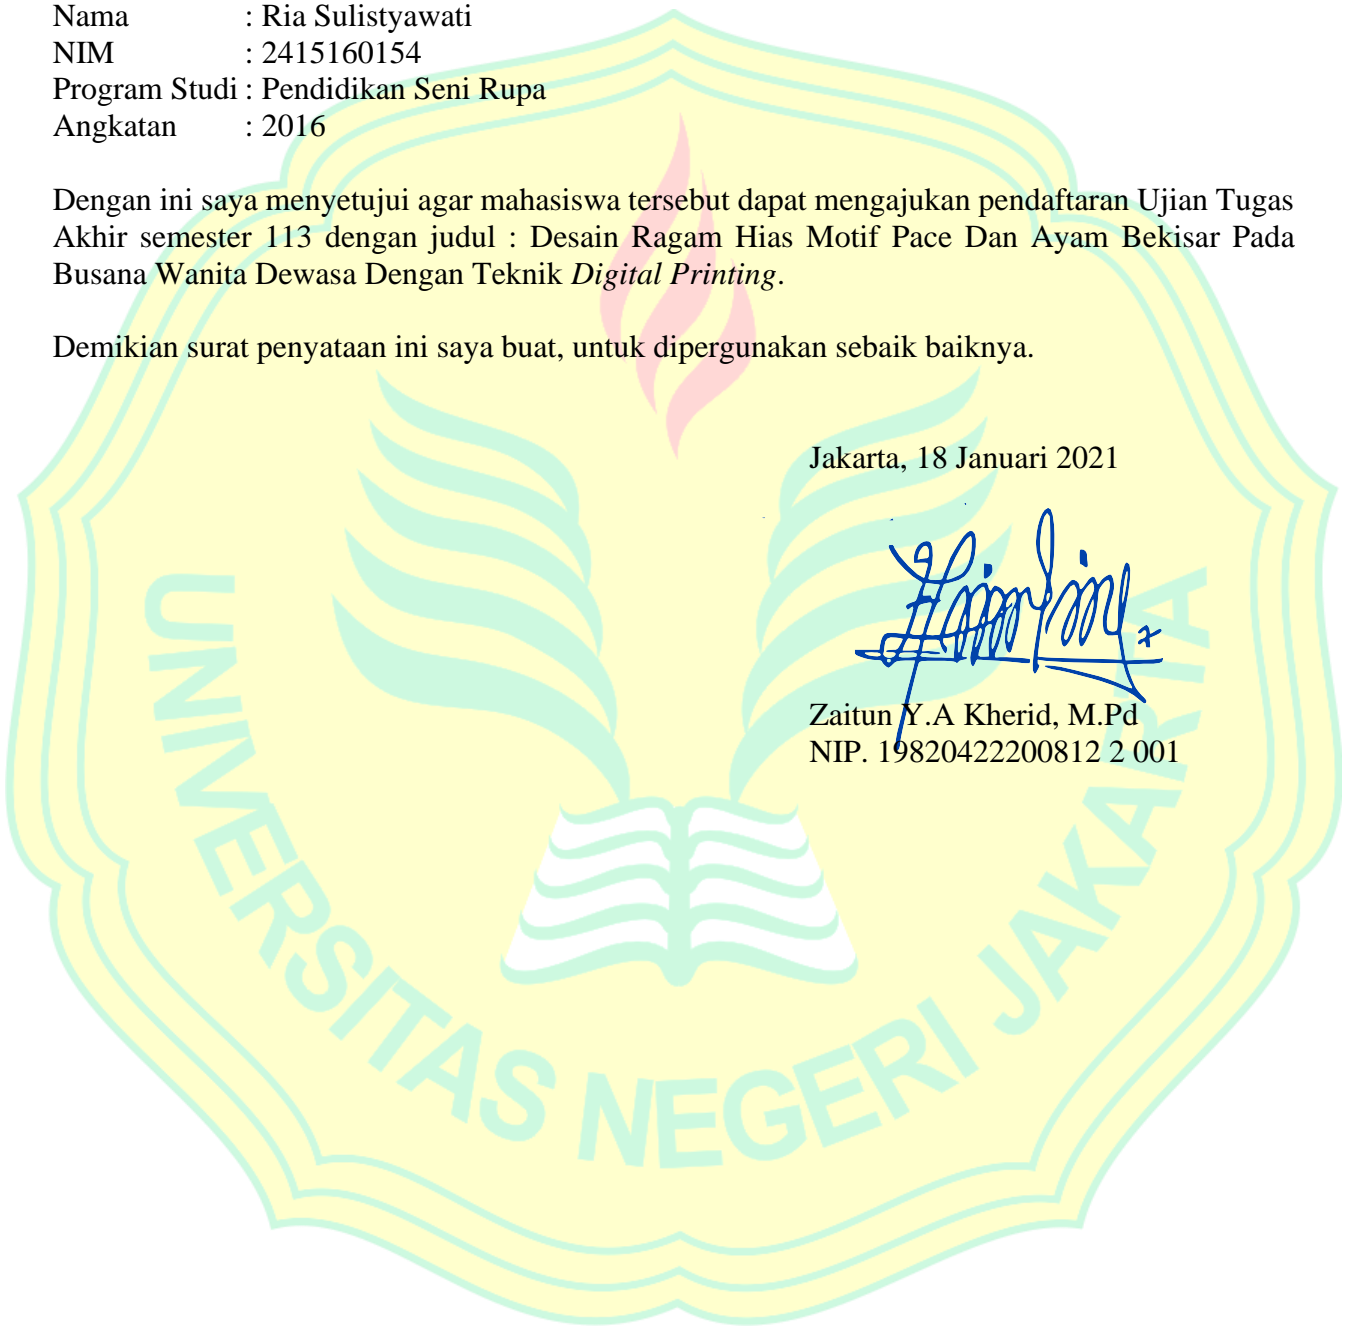 Nama : Ria Sulistyawati
NIM : 2415160154
Program Studi : Pendidikan Seni Rupa
Angkatan : 2016
Dengan ini saya menyetujui agar mahasiswa tersebut dapat mengajukan pendaftaran Ujian Tugas
Akhir semester 113 dengan judul : Desain Ragam Hias Motif Pace Dan Ayam Bekisar Pada
Busana Wanita Dewasa Dengan Teknik Digital Printing.
Demikian surat penyataan ini saya buat, untuk dipergunakan sebaik baiknya.
Jakarta, 18 Januari 2021
Zaitun Y.A Kherid, M.Pd
NIP. 19820422200812 2 001
UNIVERSITAS NEGERI JAKARTA